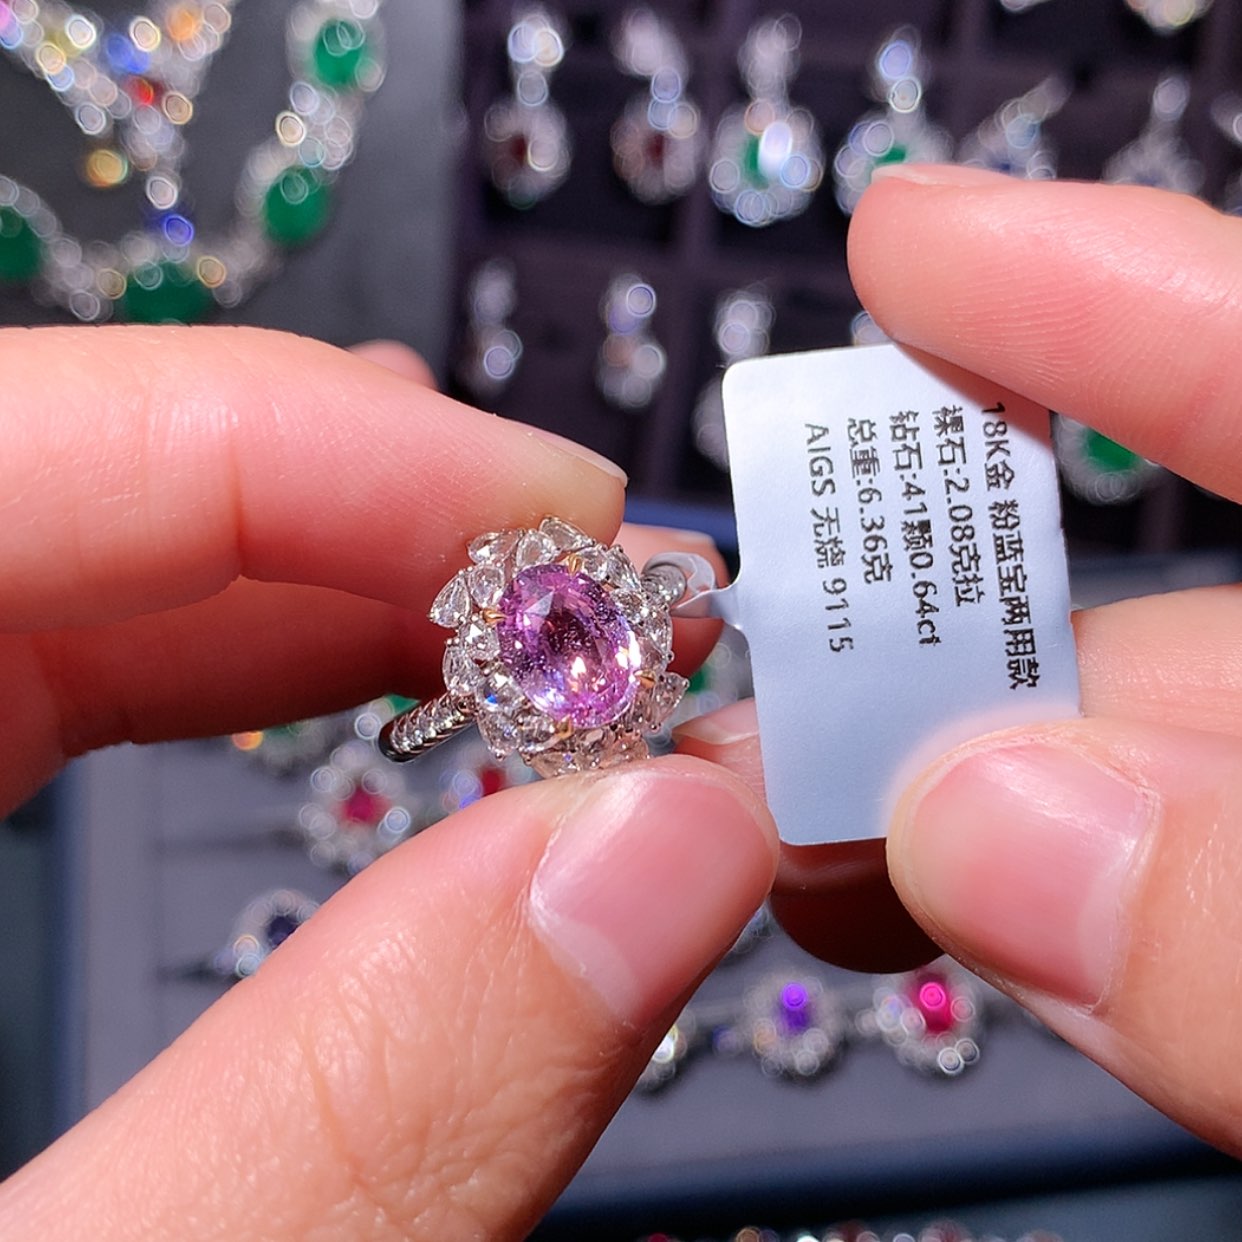 18K金 粉蓝宝两用款
裸石:2.08克拉
钻石:41颗0.64ct
总重:6.36克
AIGS 无烧 9115